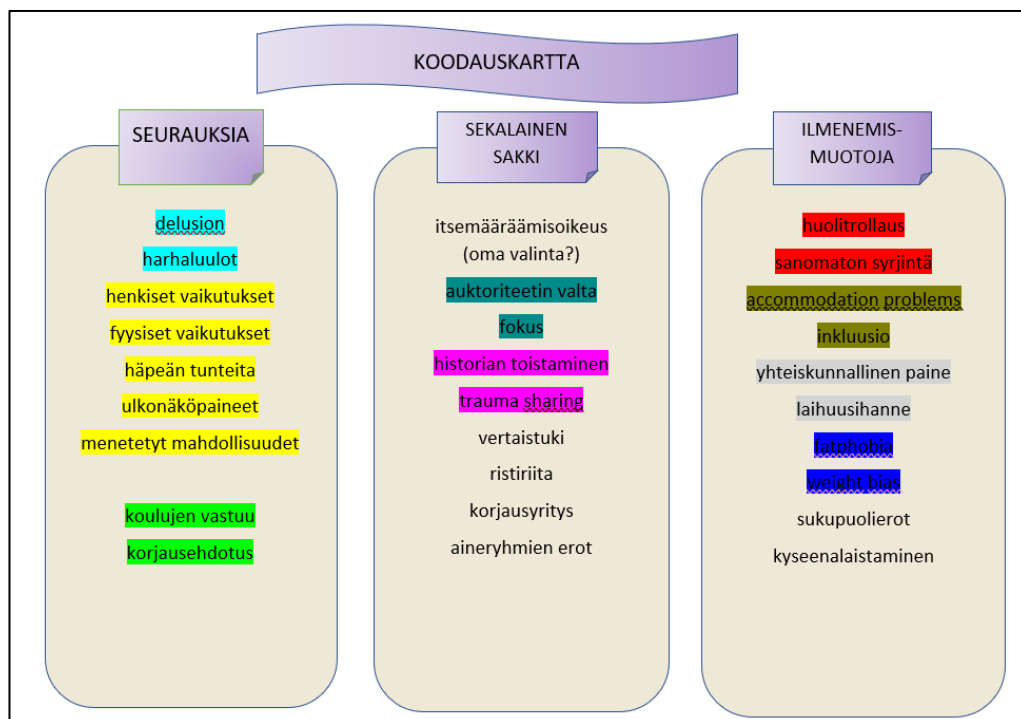 KOODAUSKARTTA
SEURAUKSIA
delusion
harhaluulot
henkiset vaikutukset
fyysiset vaikutukset
häpeän tunteita
ulkonäköpaineet
menetetyt mahdollisuudet
koulujen vastuu
korjausehdotus
SEKALAINEN
SAKKI
itsemääräämisoikeus
(oma valinta?)
auktoriteetin valta
fokus
historian toistaminen
trauma sharing
vertaistuki
ristiriita
korjausyritys
aineryhmien erot
ILMENEMIS-
MUOTOJA
huolitrollaus
sanomaton syrjintä
accommodation problems
inkluusio
yhteiskunnallinen paine
laihuusihanne
fatphobia
weight bias
sukupuolierot
kyseenalaistaminen